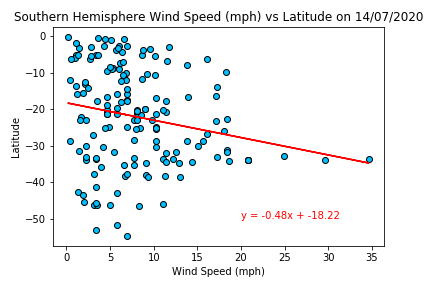 Southern Hemisphere Wind Speed (mph) vs Latitude on 14/07/2020
0
−10
−20
−30
−40
−50
Latitude
y = -0.48x + -18.22
0 5 10 15 20 25 30 35
Wind Speed (mph)